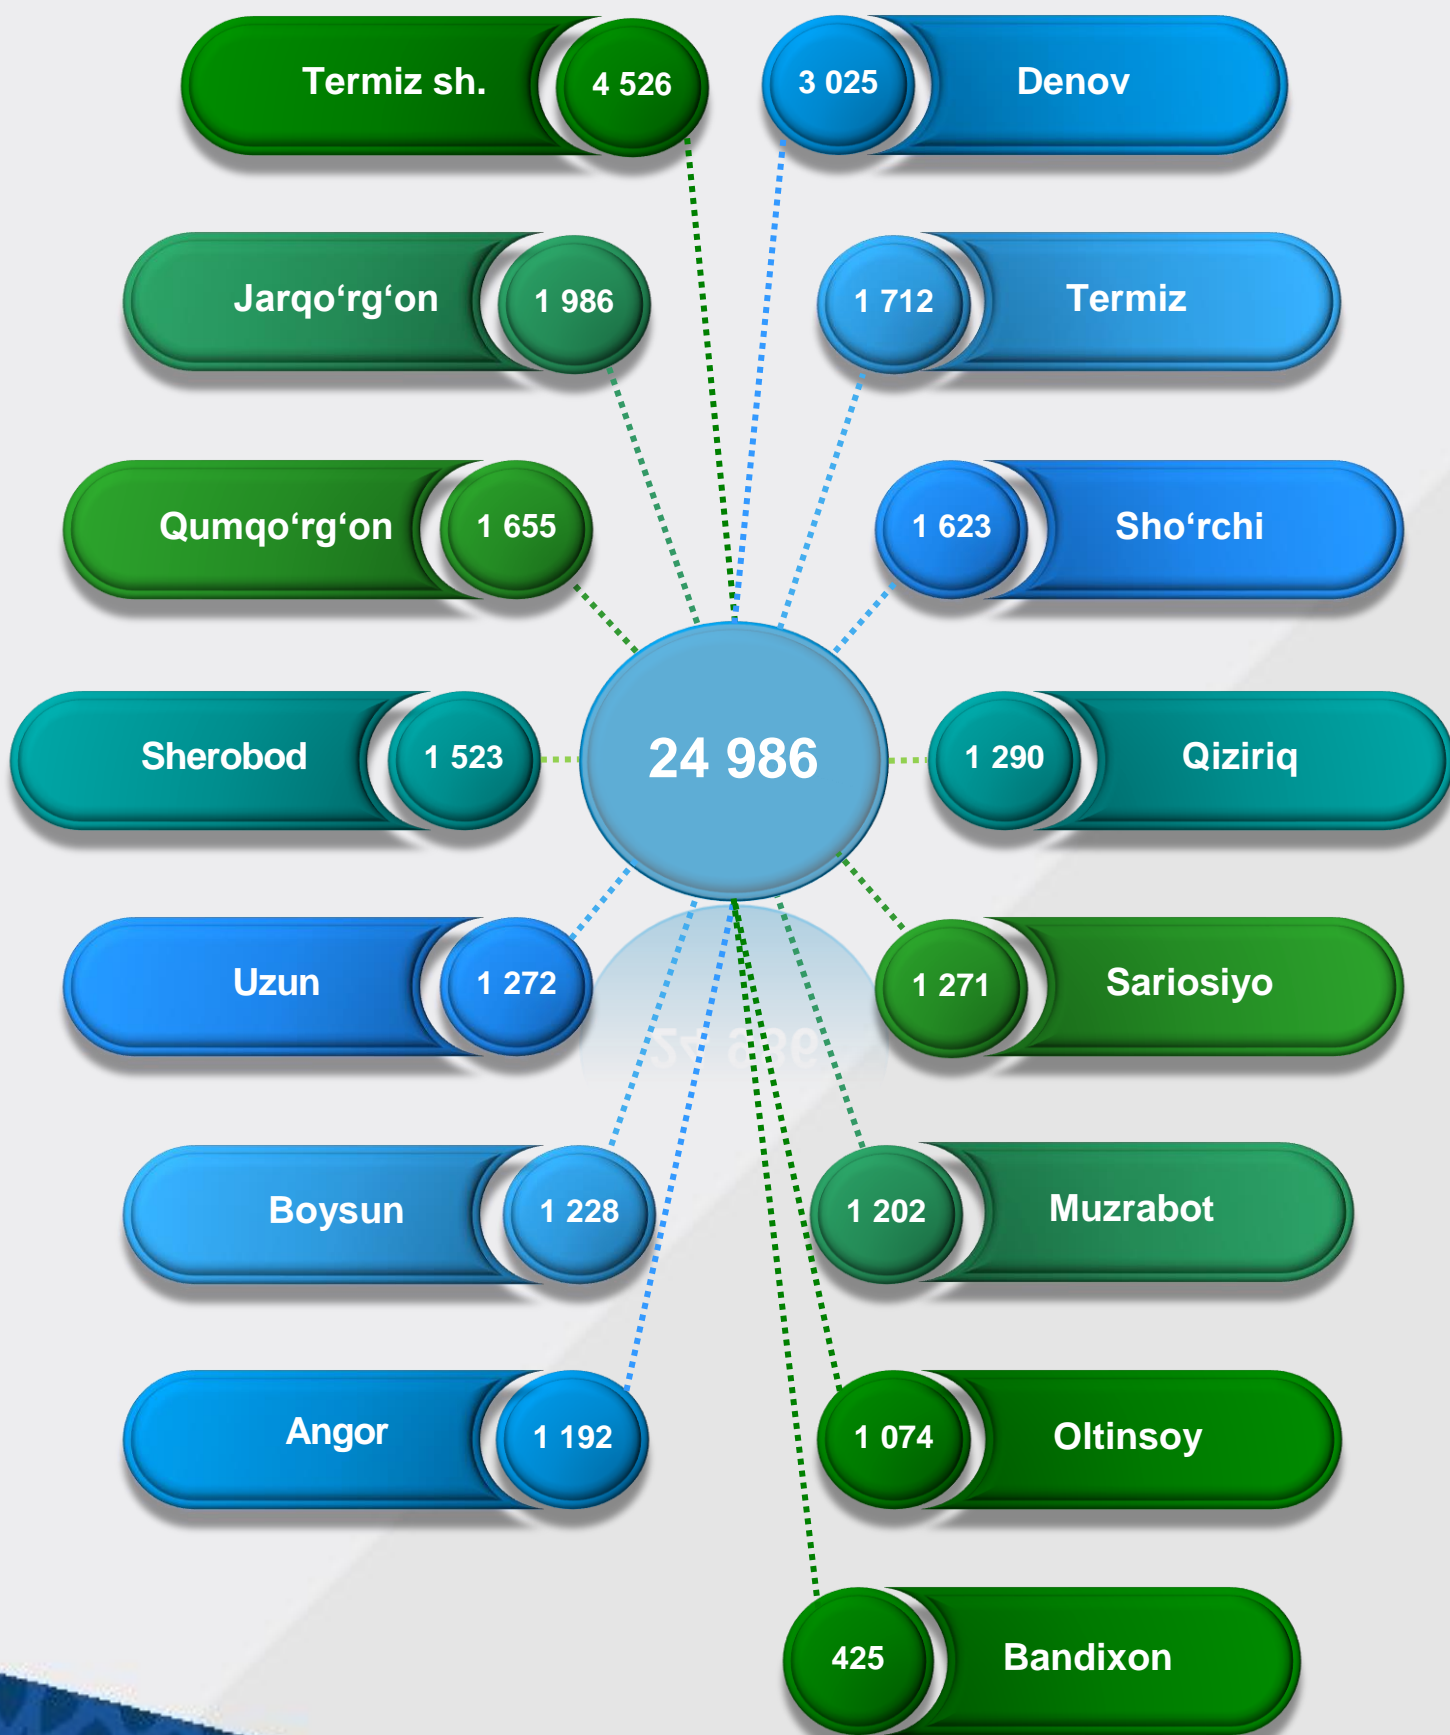 Termiz sh. 4 526
3 025 Denov
Jarqo‘rg‘on 1 986
1 712 Termiz
Qumqo‘rg‘on 1 655
1 623 Sho‘rchi
Sherobod 1 523
24 986
1 290 Qiziriq
Uzun 1 272
1 271 Sariosiyo
Boysun 1 228
1 202 Muzrabot
Angor 1 192
1 074 Oltinsoy
425 Bandixon